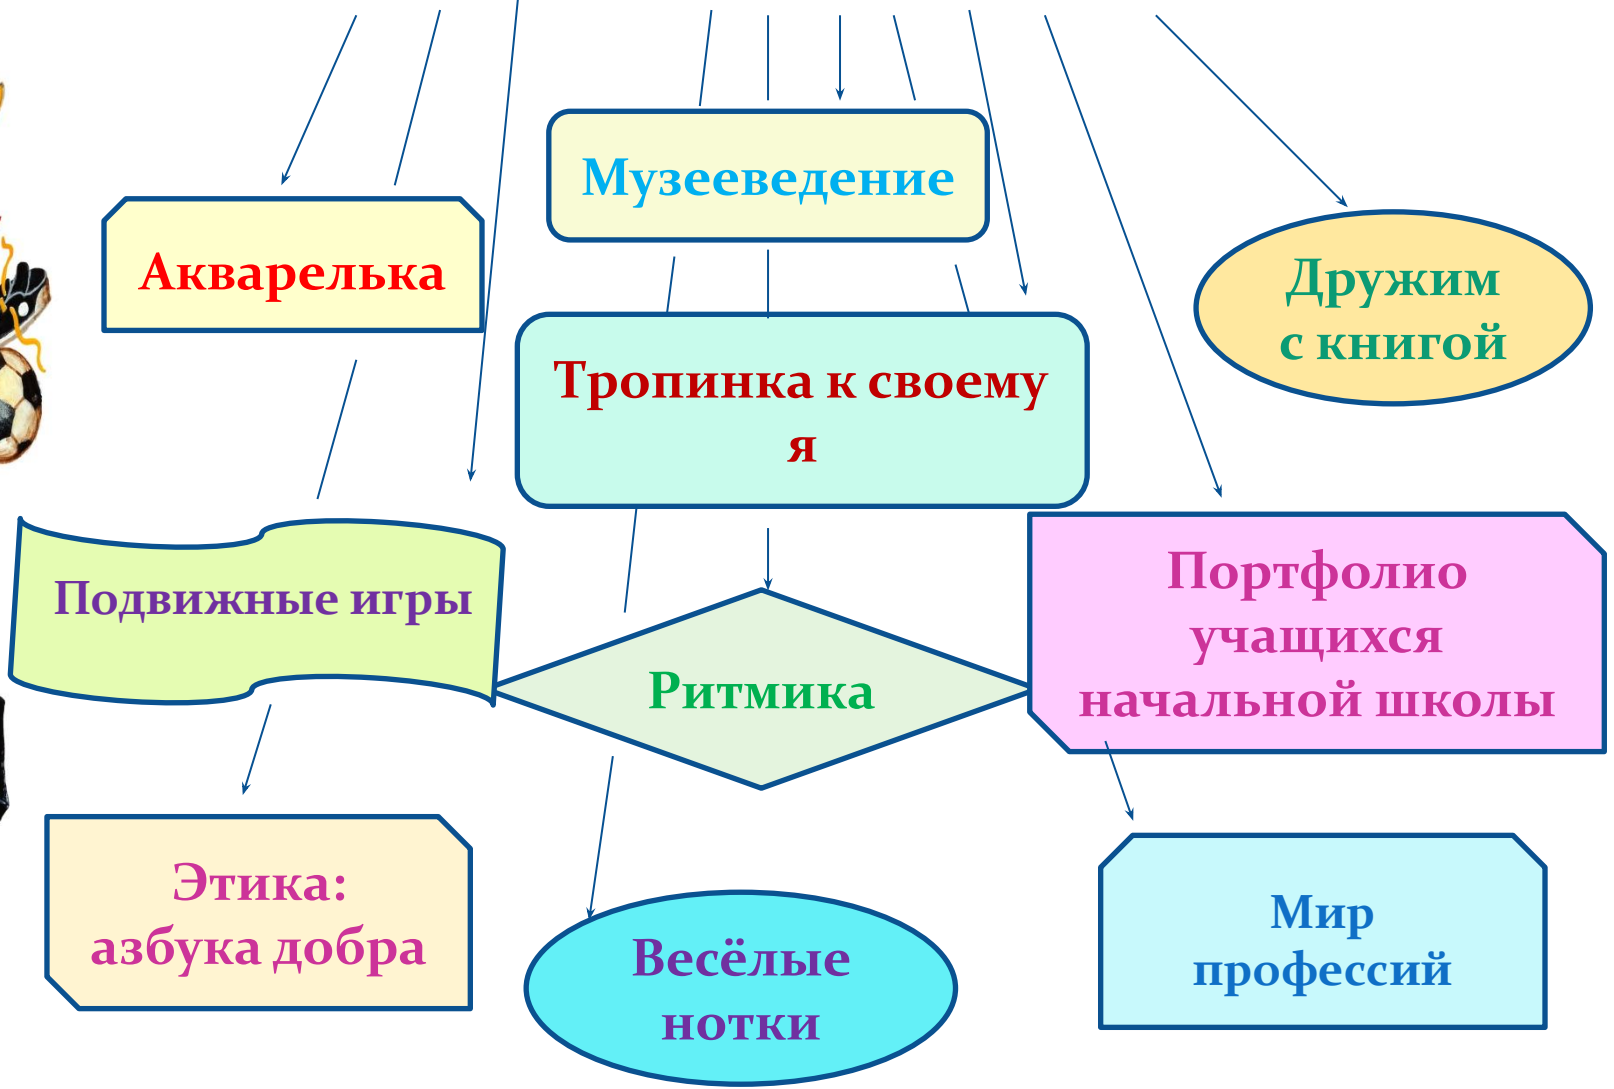 Музееведение
Акварелька
Дружим
с книгой
Тропинка к своему
я
Подвижные игры
Портфолио
учащихся
начальной школы
Ритмика
Этика:
азбука добра
Весёлые
нотки
Мир
профессий